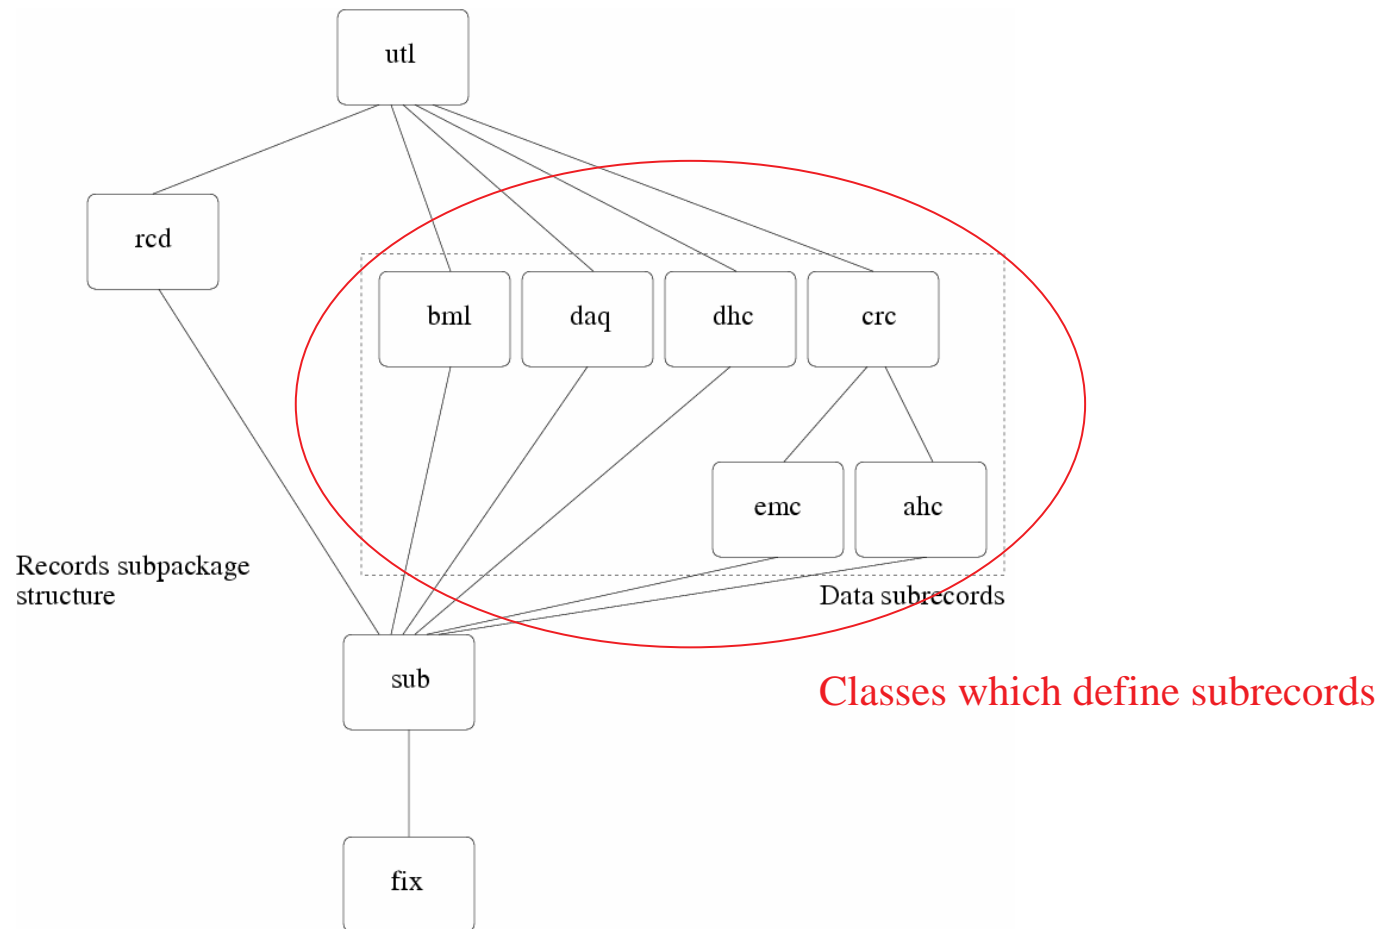 utl
rcd
bml
daq
dhc
crc
emc
ahc
Records subpackage
structure
Data subrecords
sub
Classes which define subrecords
fix